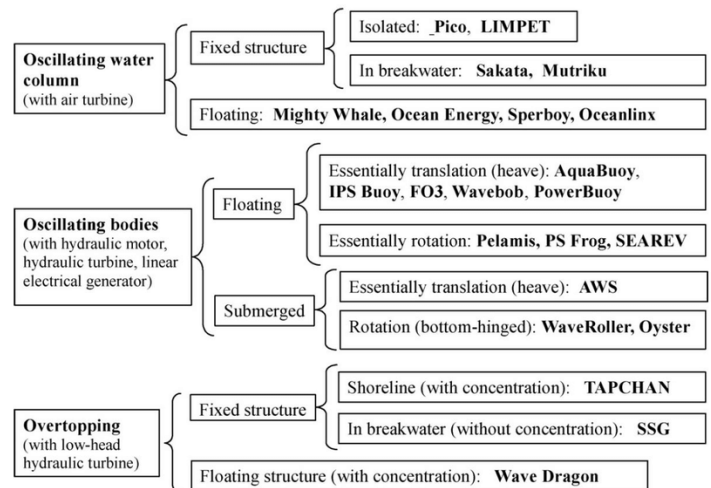 Oscillating water
column
(with air turbine)
Fixed structure
Isolated: _Pico, LIMPET
In breakwater: Sakata, Mutriku
Floating: Mighty Whale, Ocean Energy, Sperboy, Oceanlinx
Oscillating bodies
(with hydraulic motor,
hydraulic turbine, linear
electrical generator)
Floating
Essentially translation (heave): AquaBuoy,
IPS Buoy, FO3, Wavebob, PowerBuoy
Essentially rotation: Pelamis, PS Frog, SEAREV
Submerged
Essentially translation (heave): AWS
Rotation (bottom-hinged): WaveRoller, Oyster
Overtopping
(with low-head
hydraulic turbine)
Fixed structure
Shoreline (with concentration): TAPCHAN
In breakwater (without concentration): SSG
Floating structure (with concentration): Wave Dragon